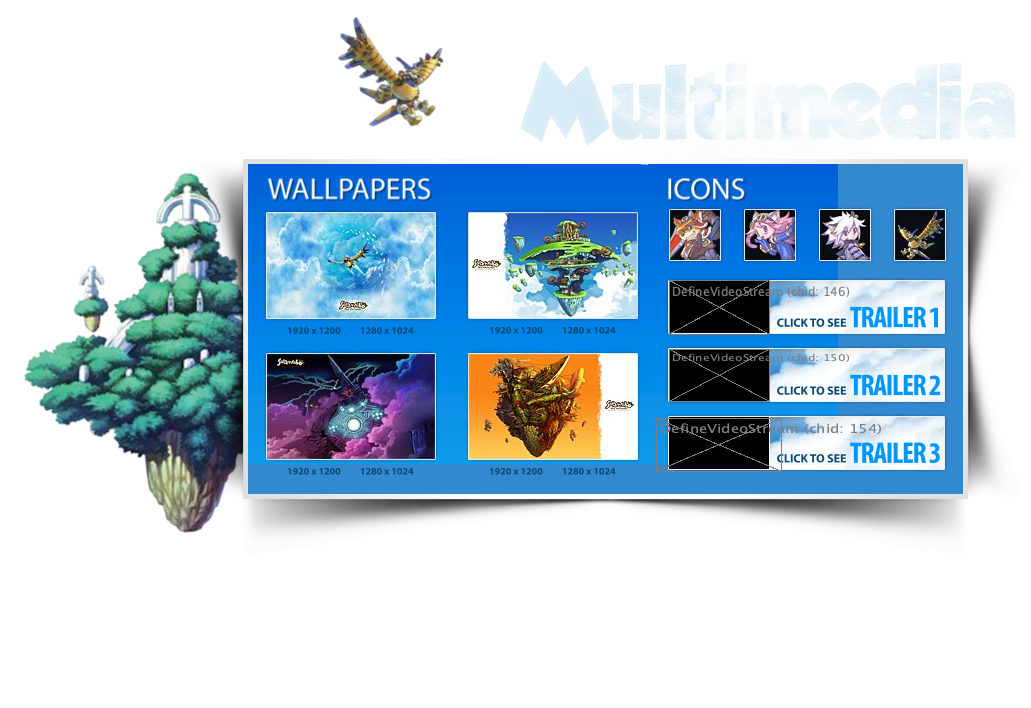 Multimedia
WALLPAPERS
1920 x 1200 1280 x 1024
1920 x 1200 1280 x 1024
1920 x 1200 1280 x 1024
1920 x 1200 1280 x 1024
ICONS
DefineVideoStream (chid: 146)
CLICK TO SEE TRAILER 1
DefineVideoStream (chid: 150)
CLICK TO SEE TRAILER 2
DefineVideoStream (chid: 154)
CLICK TO SEE TRAILER 3